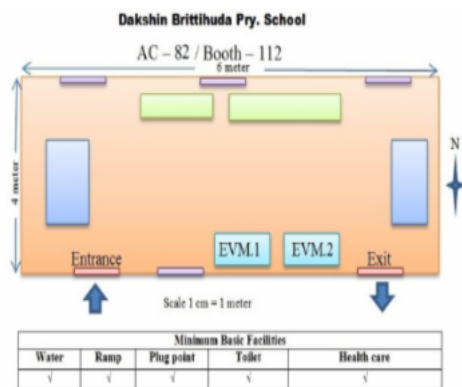 Dakshin Brittihuda Pry. School
AC – 82 / Booth – 112
6 meter
4 meter
N
EVM.1 EVM.2
Entrance Exit
Scale 1 cm = 1 meter
Minimum Basic Facilities
Water Ramp Plug point Toilet Health care
√ √ √ √ √